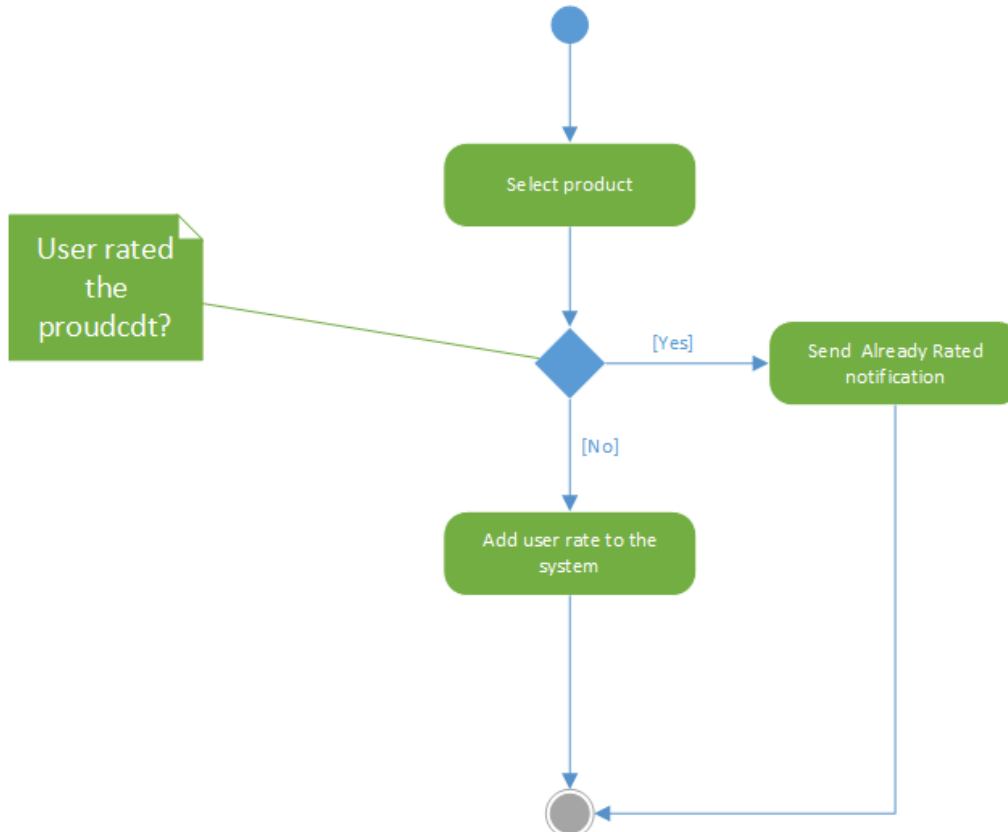 Select product
User rated
the
proudcdt?
[Yes]
Send Already Rated
notification
[No]
Add user rate to the
system